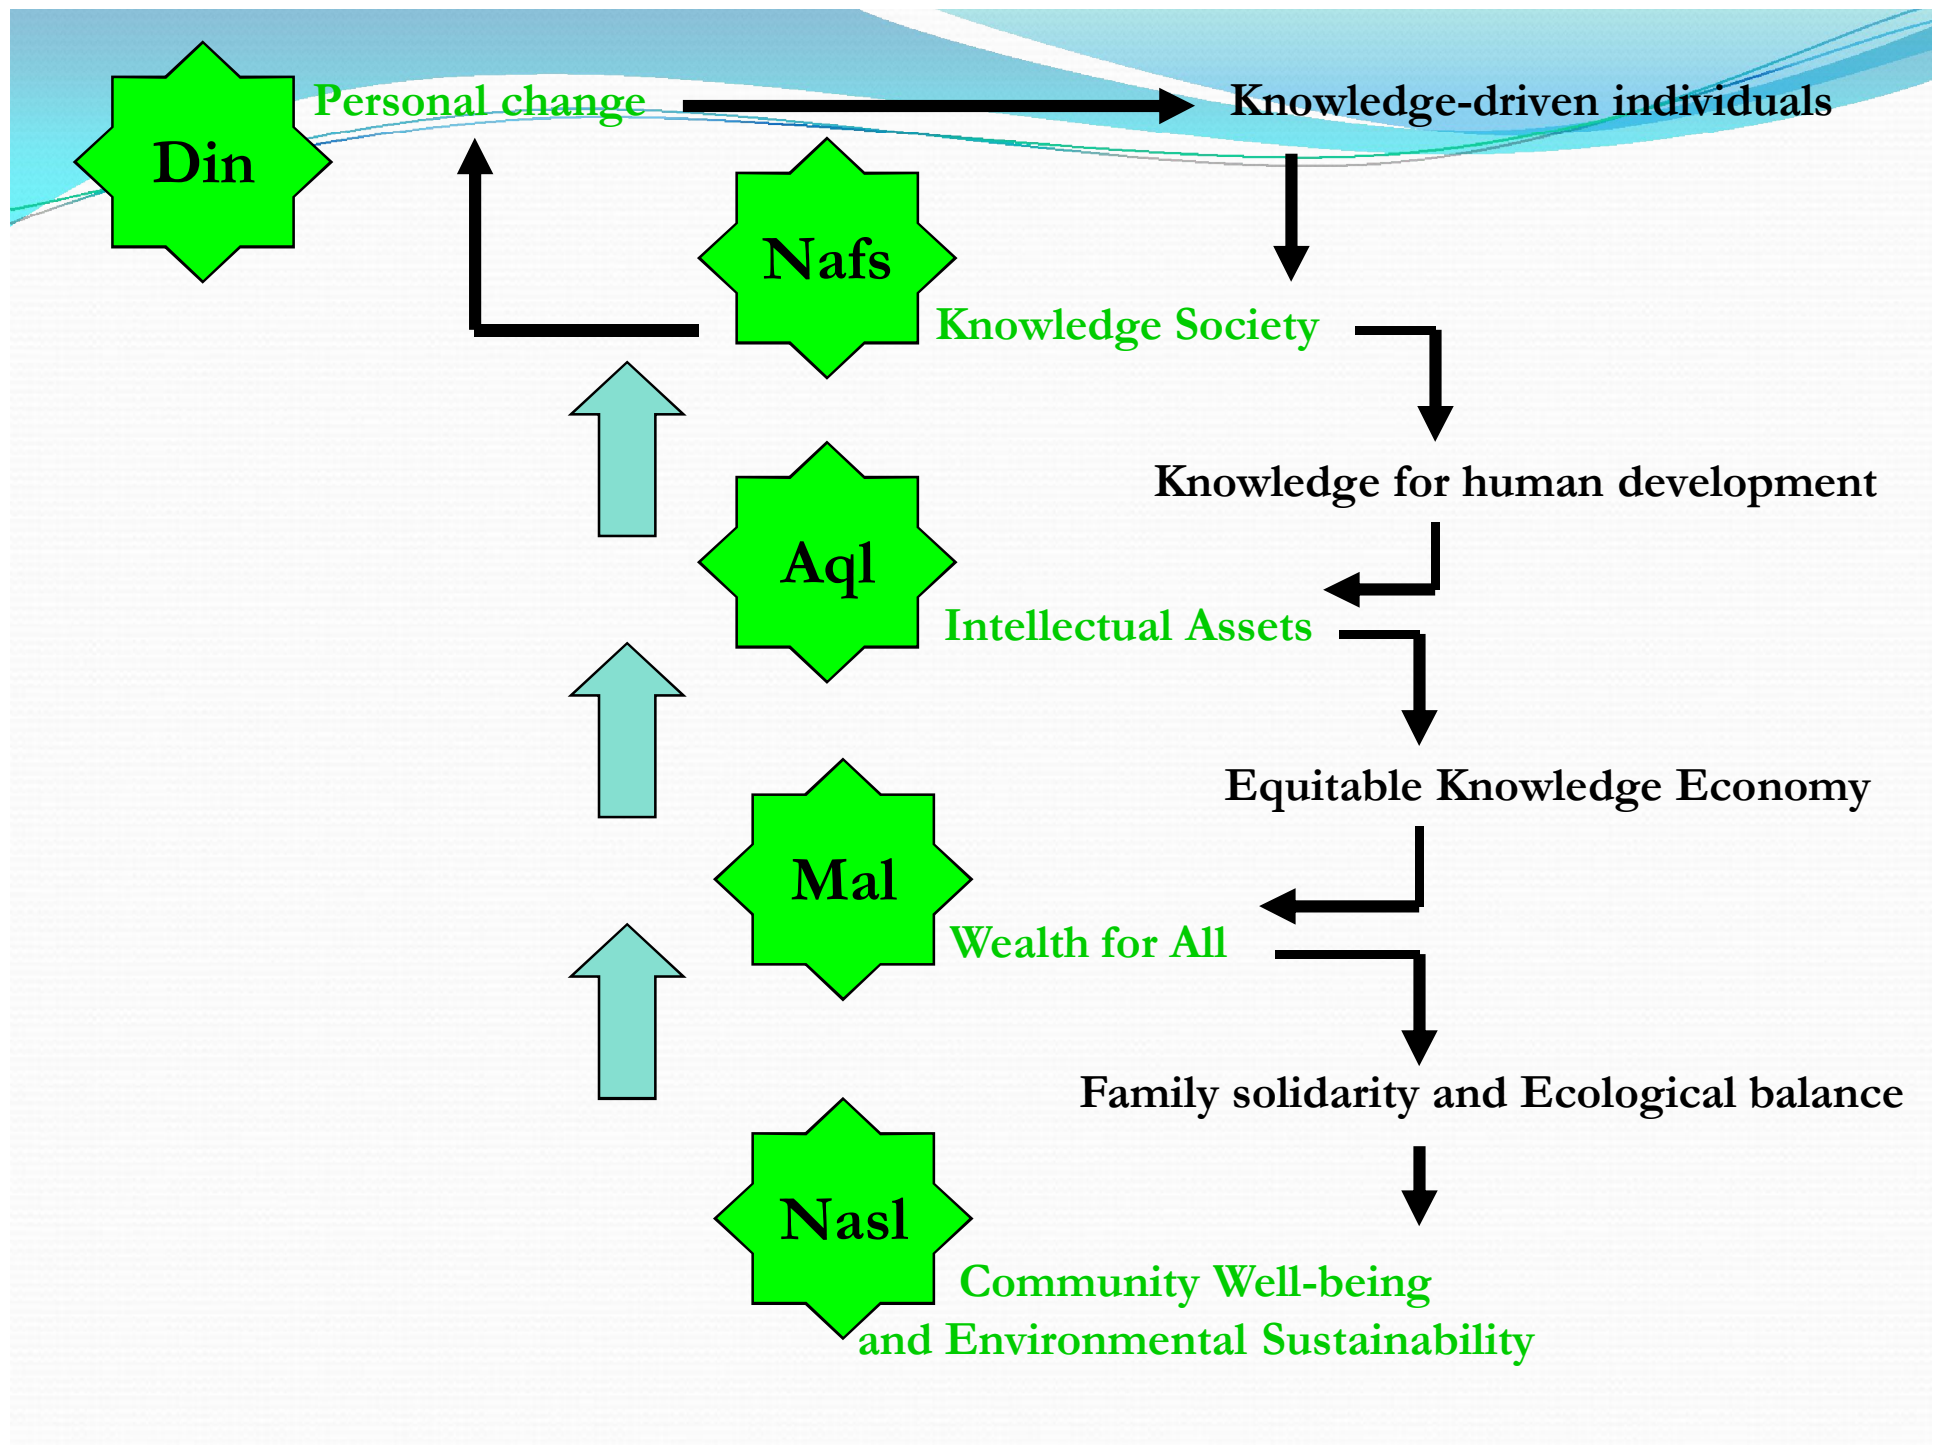 Din
Personal change
Knowledge-driven individuals
Nafs
Knowledge Society
Knowledge for human development
Aql
Intellectual Assets
Equitable Knowledge Economy
Mal
Wealth for All
Family solidarity and Ecological balance
Nasl
Community Well-being
and Environmental Sustainability